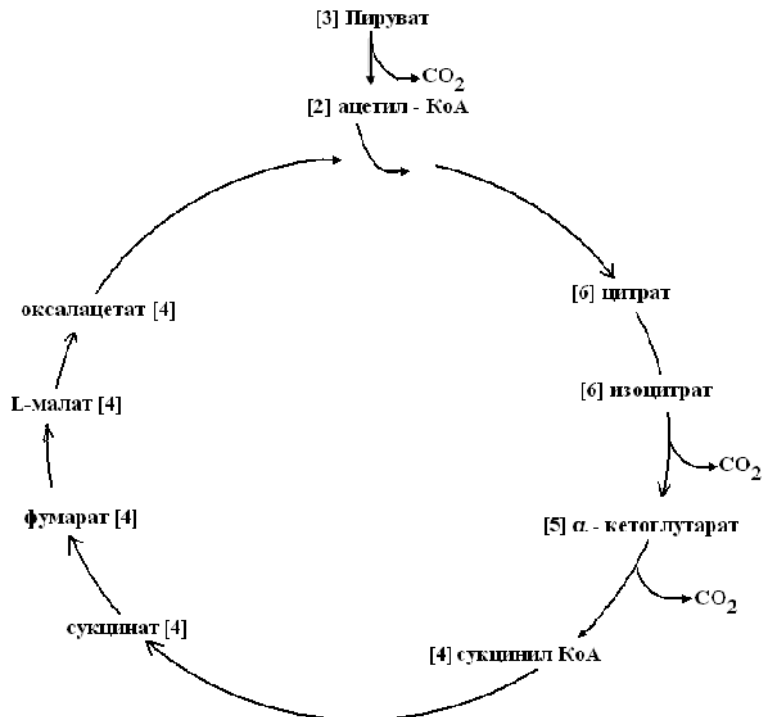 [3] Пируват
CO2
[2] ацетил - КоА
[6] цитрат
оксалацетат [4]
[6] изоцитрат
L-малат [4]
CO2
фумарат [4]
[5] α - кетоглутарат
CO2
сукцинат [4]
[4] сукцинил КоА